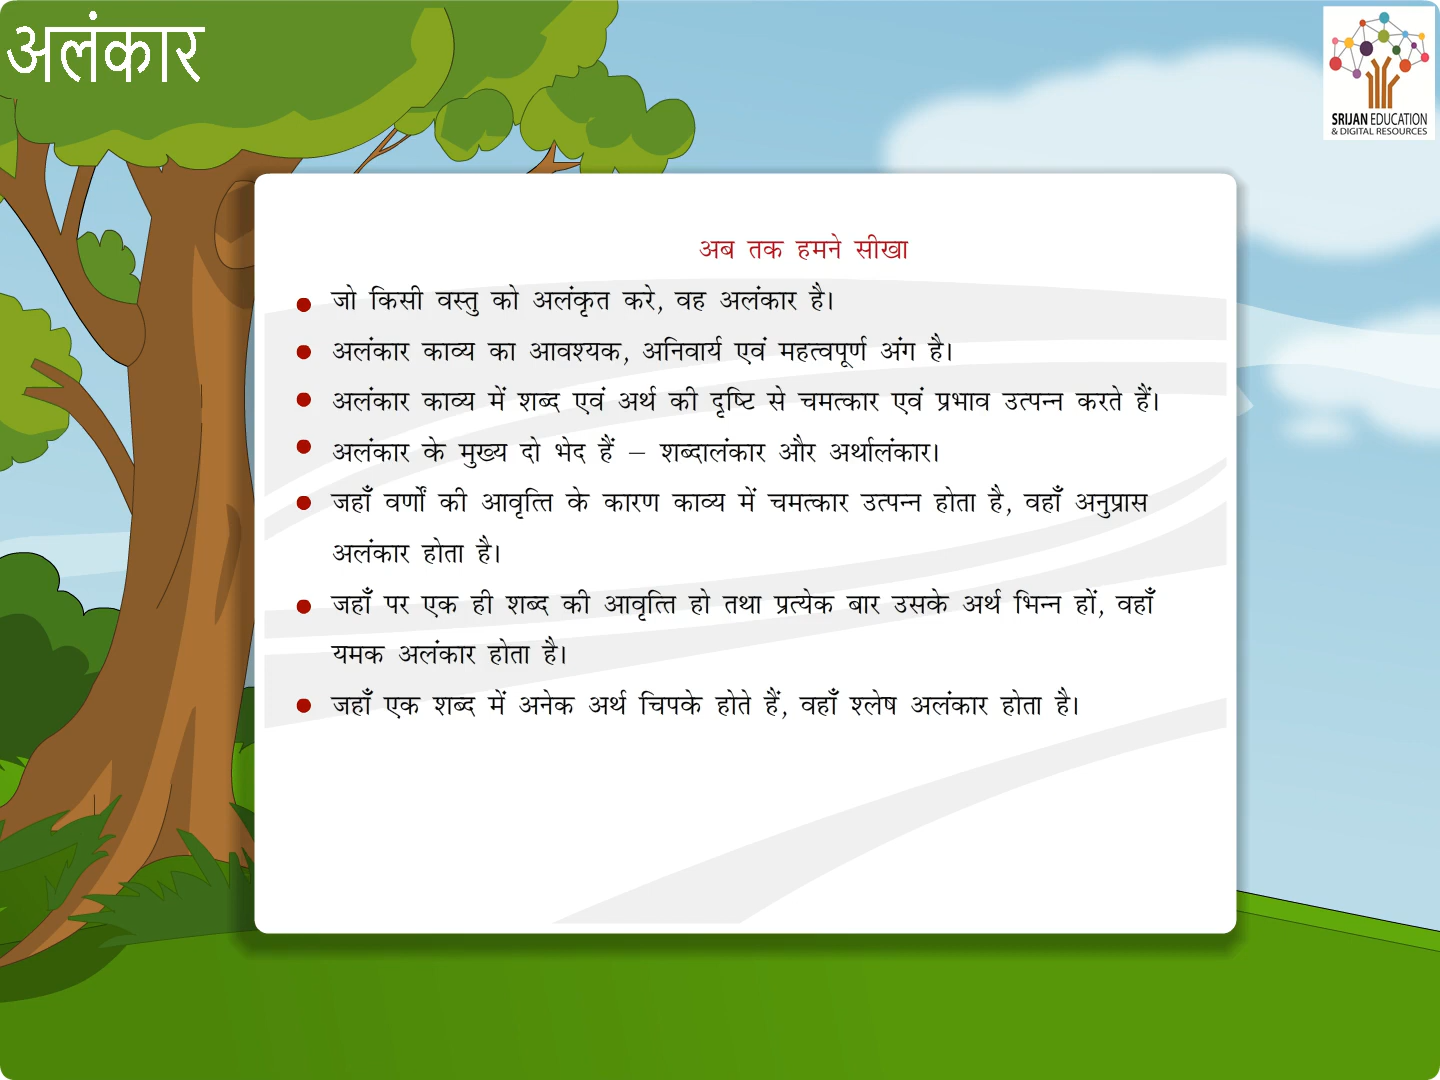 अलंकार
SRIJAN EDUCATION
& DIGITAL RESOURCES
अब तक हमने सीखा
जो किसी वस्तु को अलंकृत करे, वह अलंकार है।
अलंकार काव्य का आवश्यक, अनिवार्य एवं महत्वपूर्ण अंग है।
अलंकार काव्य में शब्द एवं अर्थ की दृष्टि से चमत्कार एवं प्रभाव उत्पन्न करते हैं।
अलंकार के मुख्य दो भेद हैं – शब्दालंकार और अर्थालंकार।
जहाँ वर्णों की आवृत्ति के कारण काव्य में चमत्कार उत्पन्न होता है, वहाँ अनुप्रास
अलंकार होता है।
जहाँ पर एक ही शब्द की आवृत्ति हो तथा प्रत्येक बार उसके अर्थ भिन्न हों, वहाँ
यमक अलंकार होता है।
जहाँ एक शब्द में अनेक अर्थ चिपके होते हैं, वहाँ श्लेष अलंकार होता है।